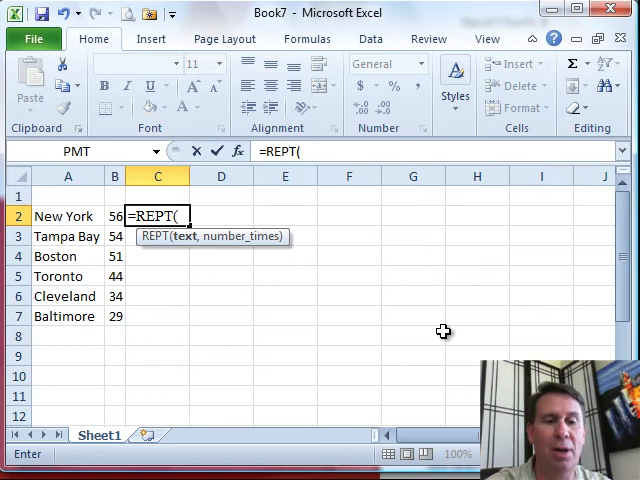 Book7 - Microsoft Excel
File Home Insert Page Layout Formulas Data Review View
Paste
Clipboard
11
B I U
Font
Alignment
General
$ % ,
Number
Styles
Insert
Delete
Format
Cells
Editing
PMT fx =REPT(
A B C D E F G H I J
1
2 New York 56 =REPT(
3 Tampa Bay 54 REPT(text, number_times)
4 Boston 51
5 Toronto 44
6 Cleveland 34
7 Baltimore 29
8
9
10
11
12
Sheet1
Enter 100%